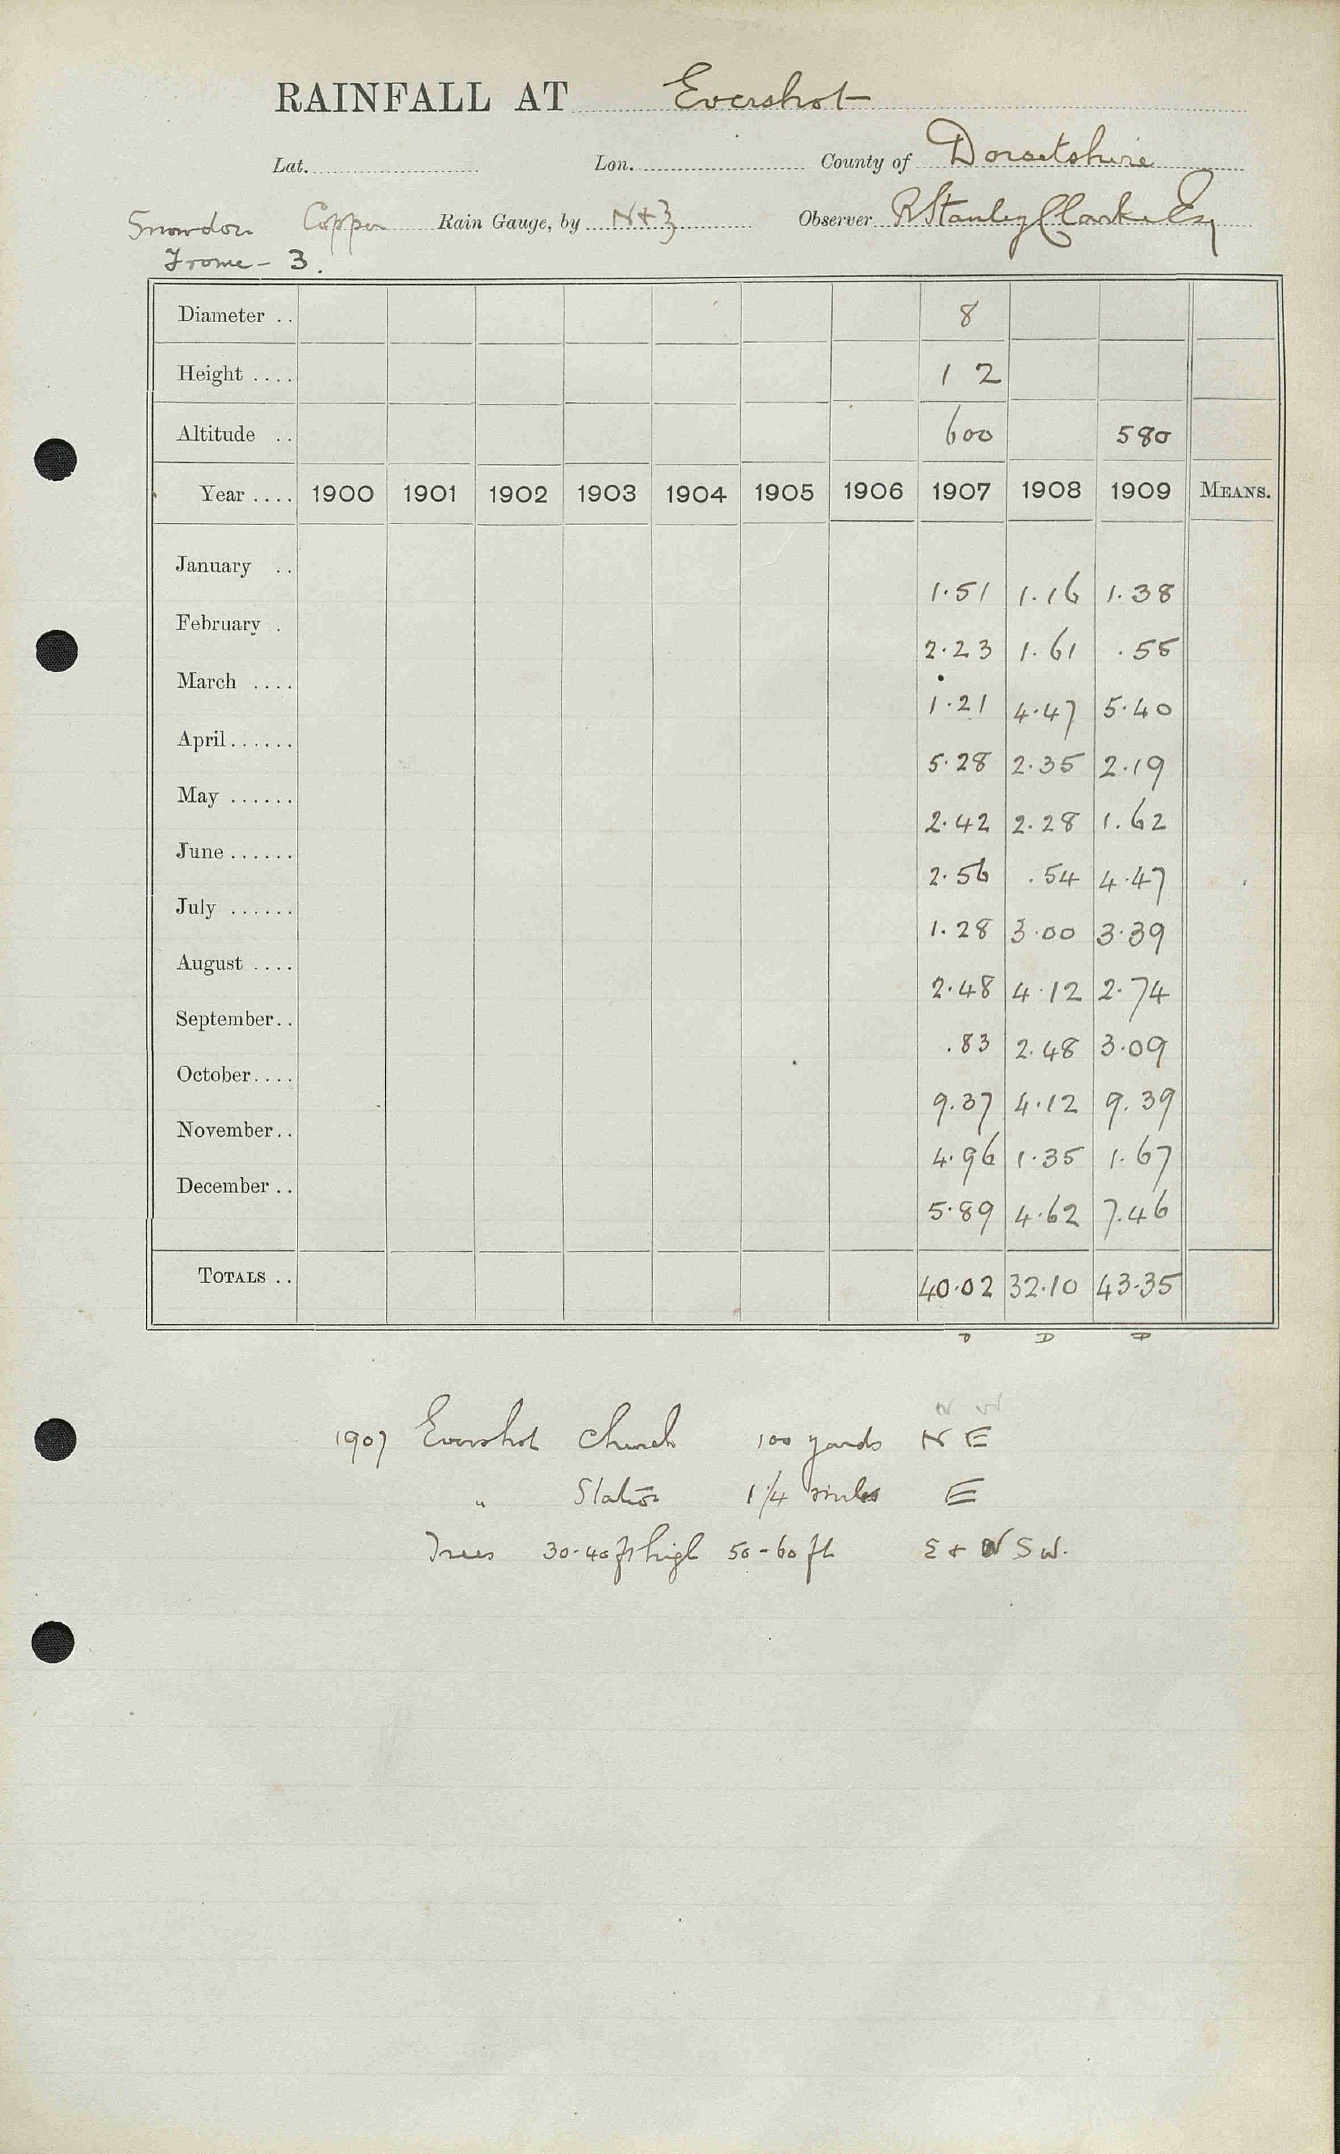 RAINFALL AT Evershot
Lat. Lon. County of Dorsetshire
Snowdon Copper Rain Gauge, by N & Z Observer R Stanley Clarke Esq
Frome - 3.
Diameter .. 8
Height .... 1 2
Altitude .. 600 580
Year .... 1900 1901 1902 1903 1904 1905 1906 1907 1908 1909 MEANS.
January .. 1.51 1.16 1.38
February . 2.23 1.61 .55
March .... 1.21 4.47 5.40
April ...... 5.28 2.35 2.19
May ...... 2.42 2.28 1.62
June ...... 2.56 .54 4.47
July ...... 1.28 3.00 3.39
August .... 2.48 4.12 2.74
September .. .83 2.48 3.09
October .... 9.37 4.12 9.39
November .. 4.96 1.35 1.67
December .. 5.89 4.62 7.46
TOTALS .. 40.02 32.10 43.35
D D D
N W
1907 Evershot Church 100 yards N E
" Station 1 1/4 miles E
Trees 30-40 ft high 50-60 ft E & SW.